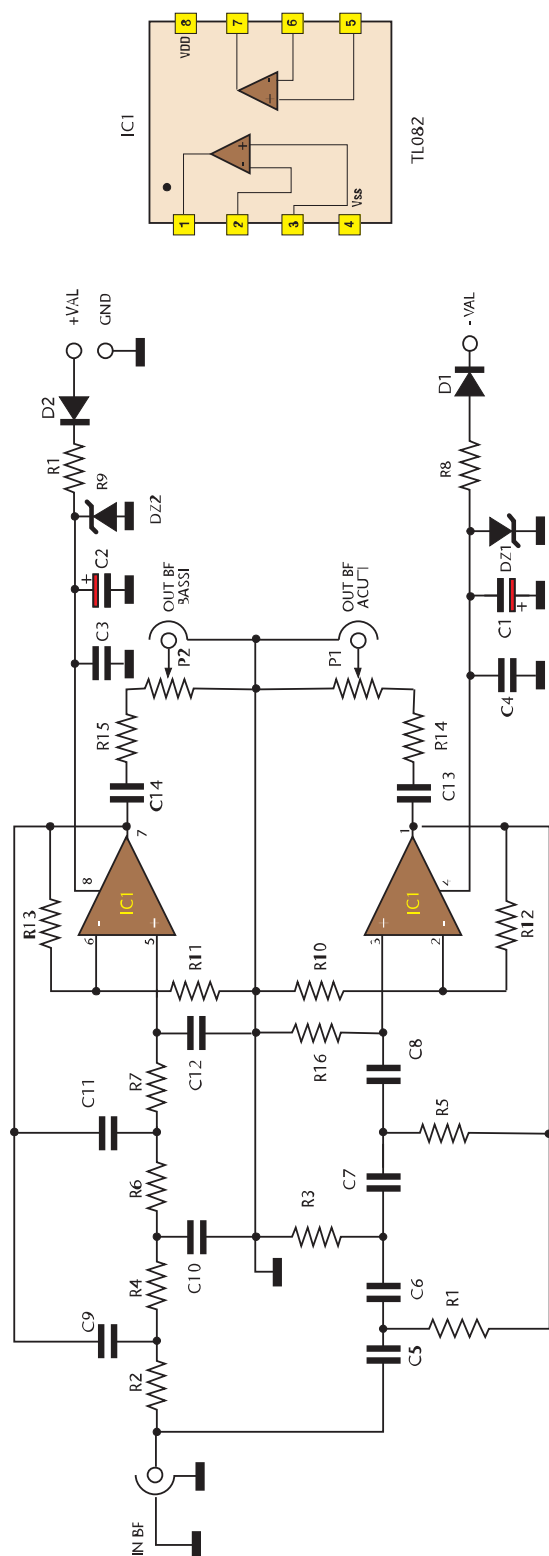 IC1
1
2
3
4
5
6
7
8
VDD
Vss
-
+
+
-
TL082
+VAL
GND
D2
R1
R9
DZ2
+
C2
C3
OUT BF
BASSI
P2
R15
C14
R13
7
8
IC1
6
-
5
+
R11
C12
R7
C11
R6
C10
R4
C9
R2
IN BF
- VAL
D1
R8
DZ1
C1
+
C4
OUT BF
ACUTI
P1
R14
C13
R12
1
4
IC1
3
+
2
-
R10
R16
C8
R5
C7
R3
C6
R1
C5